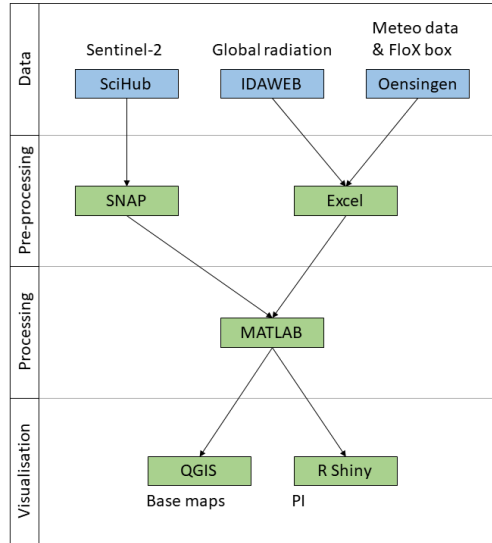 Data
Sentinel-2
Global radiation
Meteo data
& FloX box
SciHub
IDAWEB
Oensingen
Pre-processing
SNAP
Excel
Processing
MATLAB
Visualisation
QGIS
R Shiny
Base maps
PI